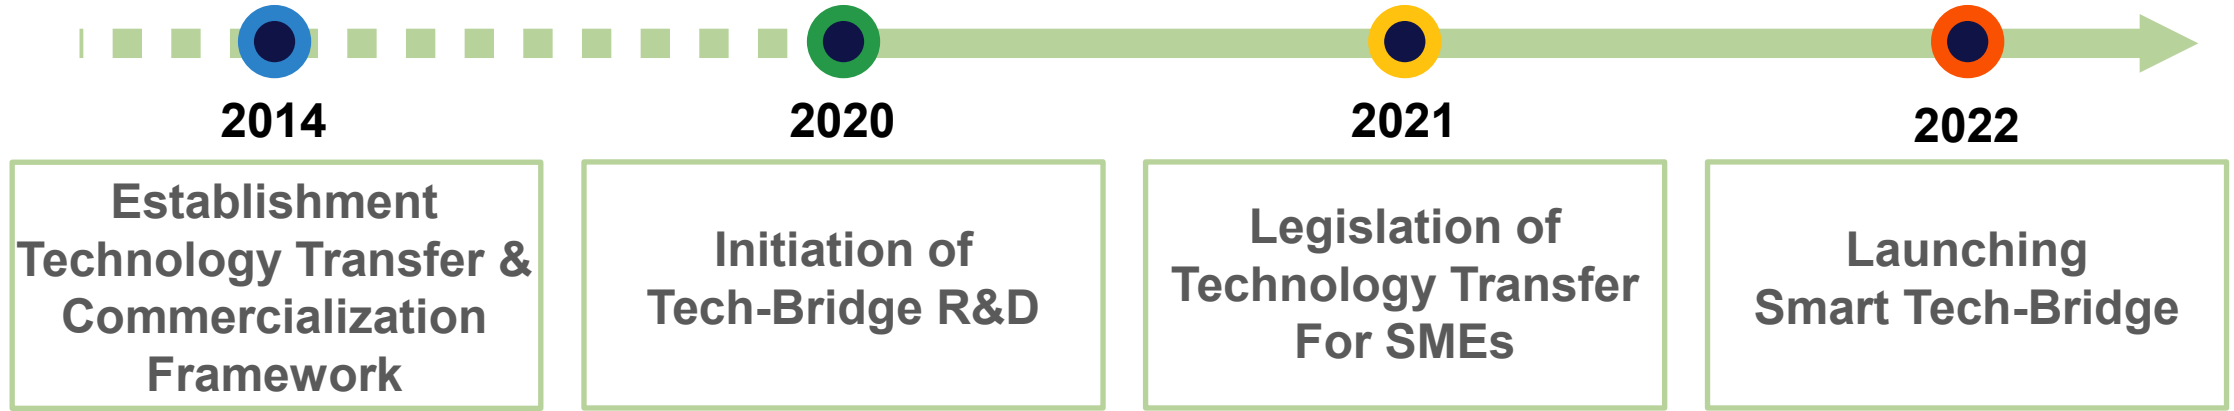 2014
Establishment
Technology Transfer &
Commercialization
Framework
2020
Initiation of
Tech-Bridge R&D
2021
Legislation of
Technology Transfer
For SMEs
2022
Launching
Smart Tech-Bridge